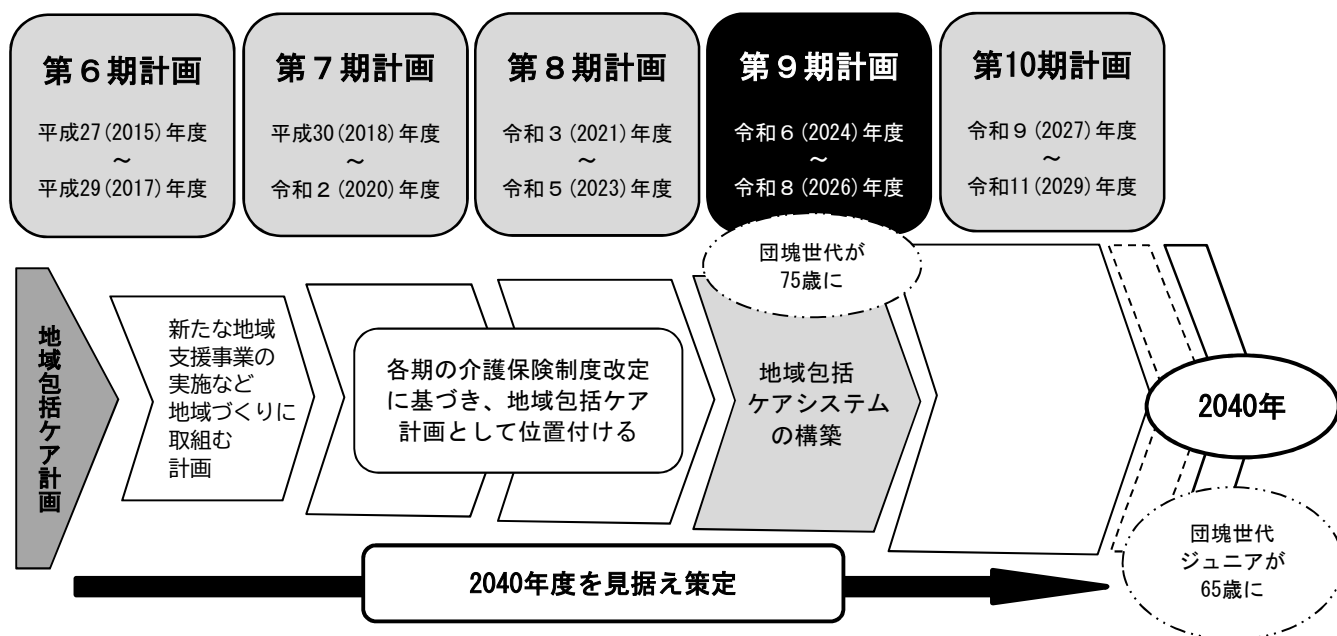 第６期計画
平成27(2015)年度
～
平成29(2017)年度
第７期計画
平成30(2018)年度
～
令和２(2020)年度
第８期計画
令和３(2021)年度
～
令和５(2023)年度
第９期計画
令和６(2024)年度
～
令和８(2026)年度
第10期計画
令和９(2027)年度
～
令和11(2029)年度
団塊世代が
75歳に
地域包括ケア計画
新たな地域
支援事業の
実施など
地域づくりに
取組む
計画
各期の介護保険制度改定
に基づき、地域包括ケア
計画として位置付ける
地域包括
ケアシステム
の構築
2040年
団塊世代
ジュニアが
65歳に
2040年度を見据え策定